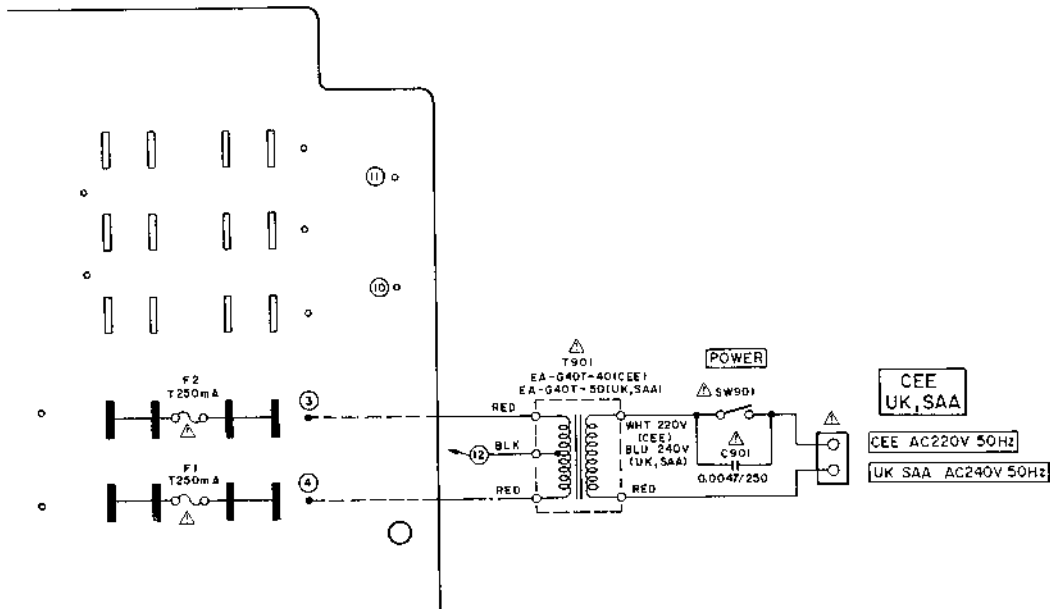 11
10
F2
T250mA
3
F1
T250mA
4
12
RED
BLK
RED
T901
EA-G40T-40(CEE)
EA-G40T-50(UK,SAA)
WHT 220V
(CEE)
BLU 240V
(UK,SAA)
RED
POWER
SW901
C901
0.0047/250
CEE
UK, SAA
CEE AC220V 50Hz
UK SAA AC240V 50Hz